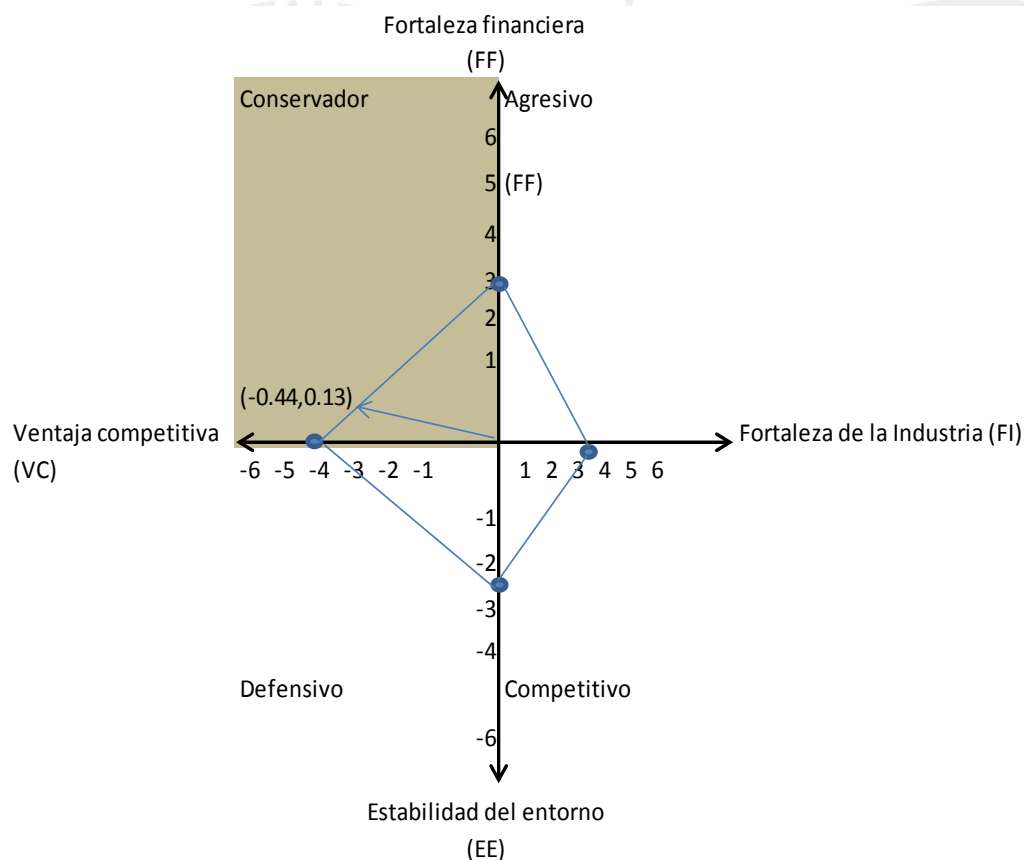 Fortaleza financiera
(FF)
Conservador
Agresivo
6
5 (FF)
4
3
2
1
(-0.44,0.13)
Ventaja competitiva
(VC)
Fortaleza de la Industria (FI)
-6 -5 -4 -3 -2 -1 1 2 3 4 5 6
-1
-2
-3
-4
Defensivo
Competitivo
-6
Estabilidad del entorno
(EE)